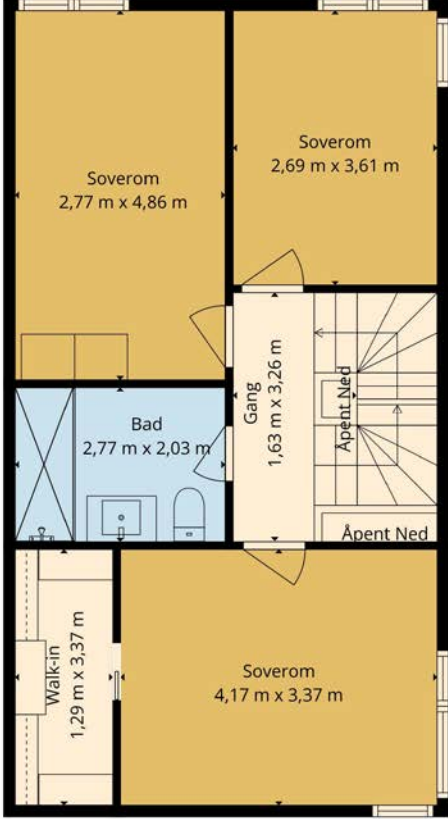 Soverom
2,77 m x 4,86 m
Soverom
2,69 m x 3,61 m
Gang
1,63 m x 3,26 m
Åpent Ned
Bad
2,77 m x 2,03 m
Åpent Ned
Walk-in
1,29 m x 3,37 m
Soverom
4,17 m x 3,37 m